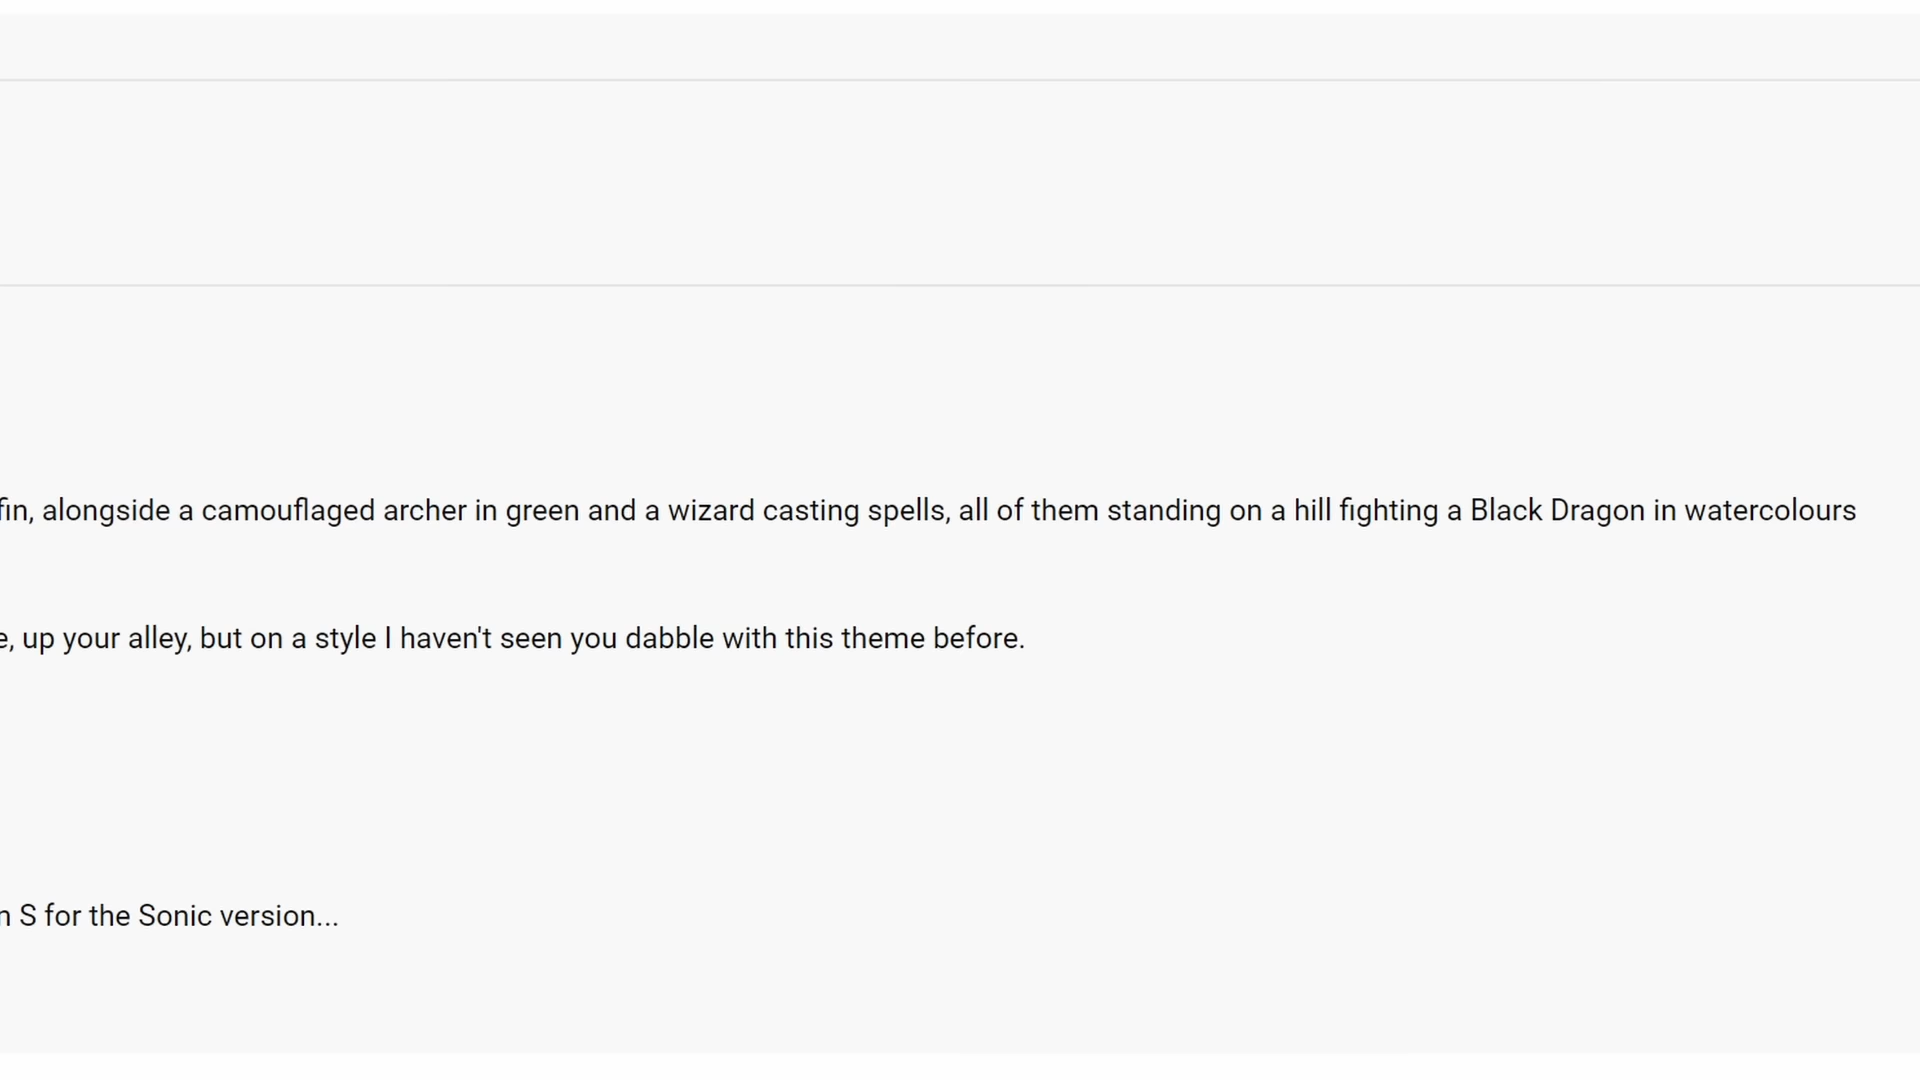 fin, alongside a camouflaged archer in green and a wizard casting spells, all of them standing on a hill fighting a Black Dragon in watercolours
e, up your alley, but on a style I haven't seen you dabble with this theme before.
n S for the Sonic version...